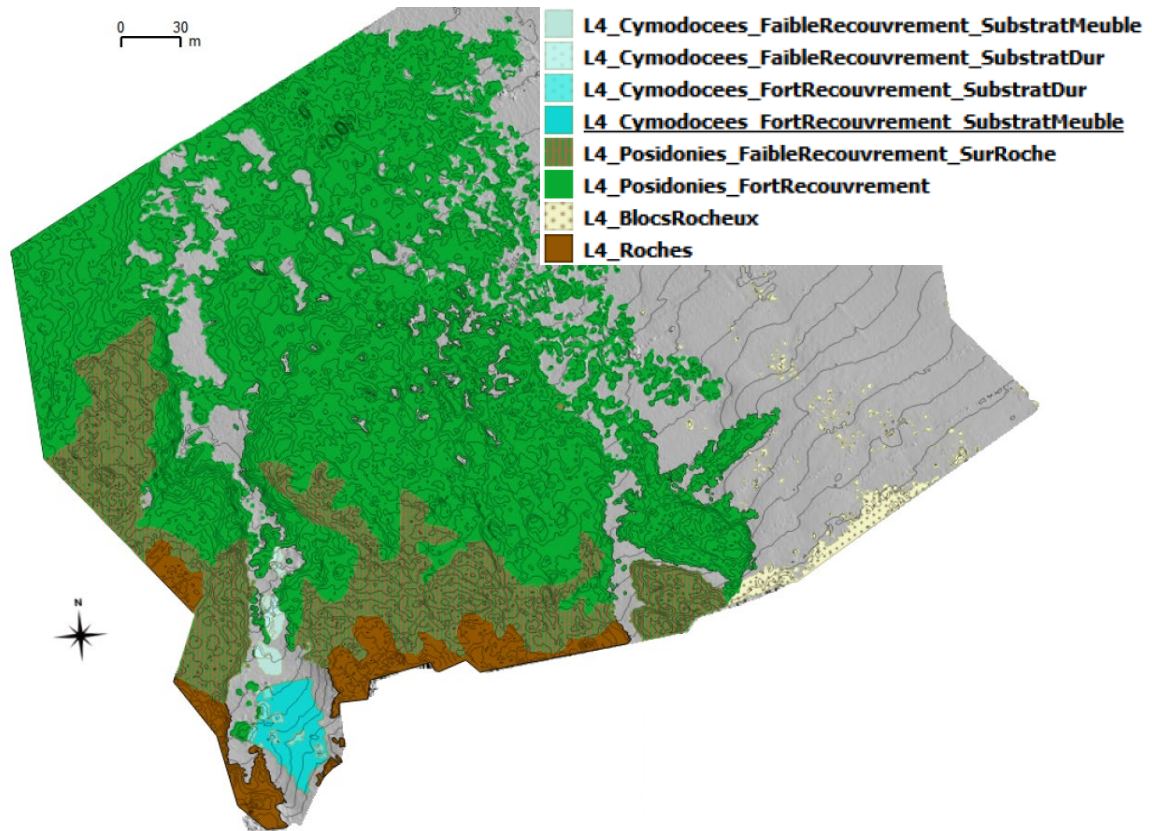 0 30
m
L4_Cymodocees_FaibleRecouvrement_SubstratMeuble
L4_Cymodocees_FaibleRecouvrement_SubstratDur
L4_Cymodocees_FortRecouvrement_SubstratDur
L4_Cymodocees_FortRecouvrement_SubstratMeuble
L4_Posidonies_FaibleRecouvrement_SurRoche
L4_Posidonies_FortRecouvrement
L4_BlocsRocheux
L4_Roches
N